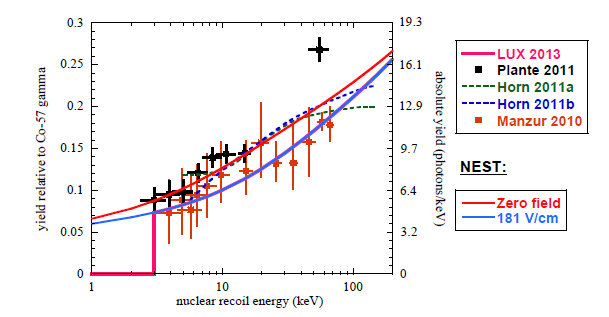 0.3
0.25
0.2
0.15
0.1
0.05
0
yield relative to Co-57 gamma
1
10
100
nuclear recoil energy (keV)
19.3
16.1
12.9
9.7
6.4
3.2
0
absolute yield (photons/keV)
LUX 2013
Plante 2011
Horn 2011a
Horn 2011b
Manzur 2010
NEST:
Zero field
181 V/cm